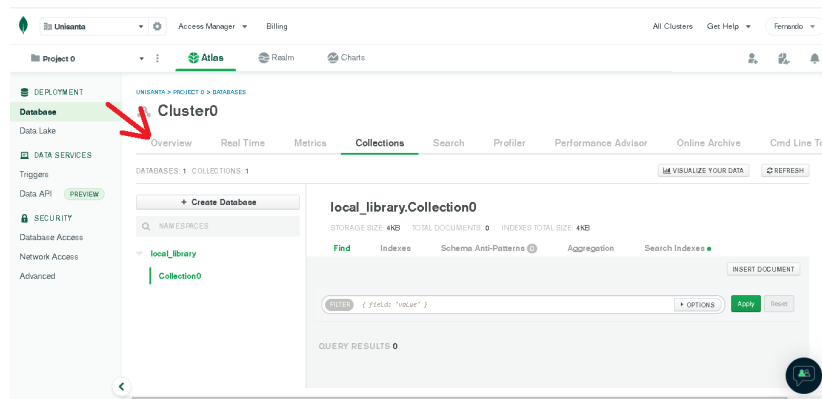 Unisanta Access Manager Billing All Clusters Get Help Fernando
Project 0 Atlas Realm Charts
DEPLOYMENT
Database
Data Lake
DATA SERVICES
Triggers
Data API PREVIEW
SECURITY
Database Access
Network Access
Advanced
UNISANTA > PROJECT 0 > DATABASES
Cluster0
Overview Real Time Metrics Collections Search Profiler Performance Advisor Online Archive Cmd Line To
DATABASES: 1 COLLECTIONS: 1 VISUALIZE YOUR DATA REFRESH
+ Create Database
NAMESPACES
local_library
Collection0
local_library.Collection0
STORAGE SIZE: 4KB TOTAL DOCUMENTS: 0 INDEXES TOTAL SIZE: 4KB
Find Indexes Schema Anti-Patterns 0 Aggregation Search Indexes
INSERT DOCUMENT
FILTER { field: 'value' } OPTIONS Apply Reset
QUERY RESULTS 0